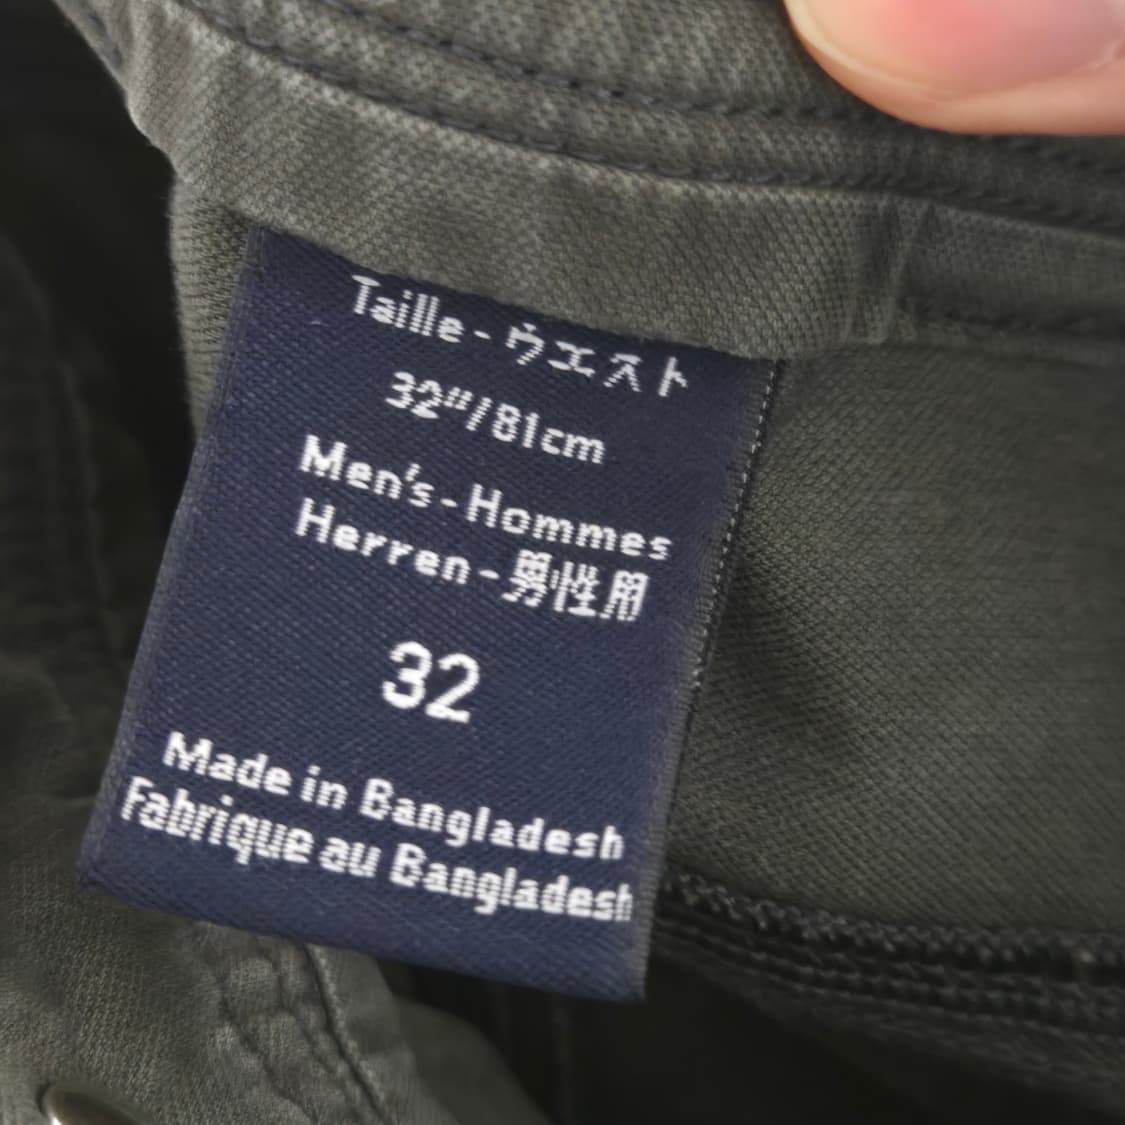 Taille - ウエスト
32"/81cm
Men's - Hommes
Herren - 男性用
32
Made in Bangladesh
Fabriqué au Bangladesh